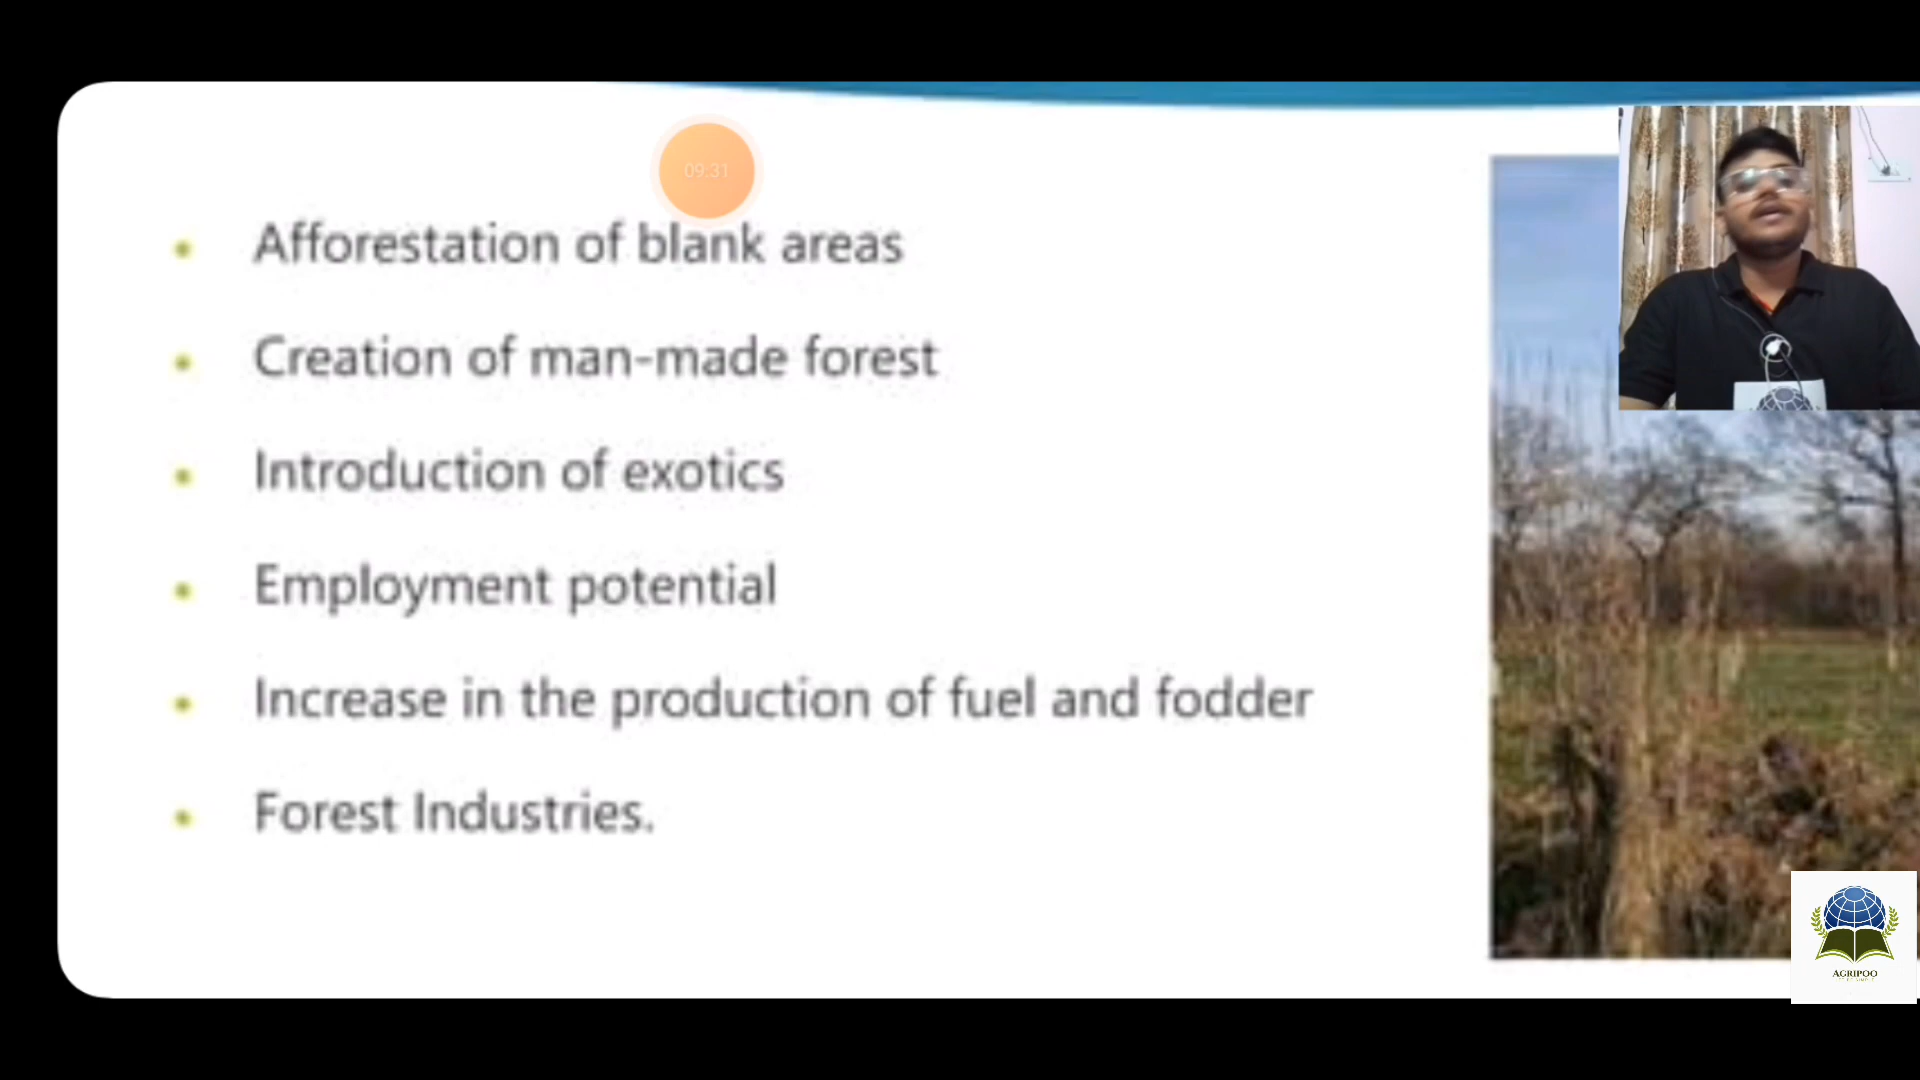 09:31
Afforestation of blank areas
Creation of man-made forest
Introduction of exotics
Employment potential
Increase in the production of fuel and fodder
Forest Industries.
AGRIPOO